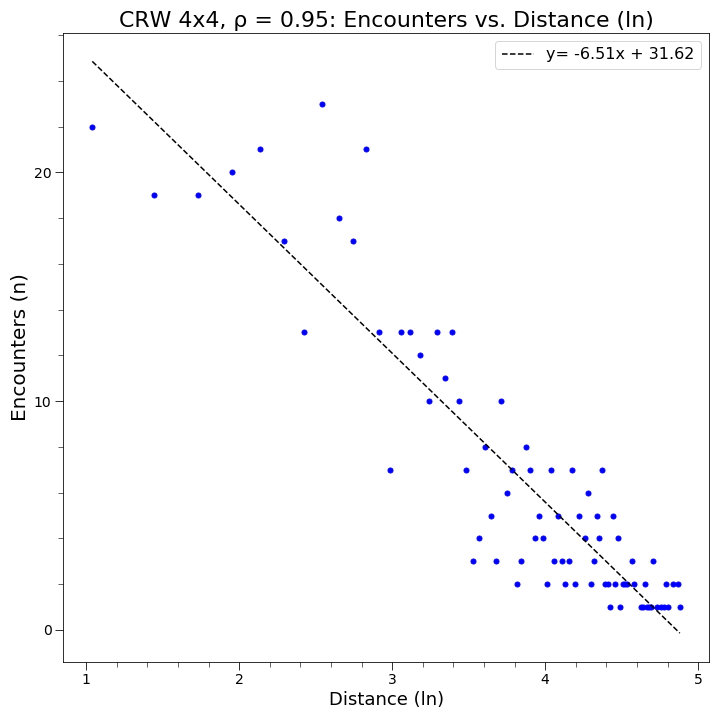 CRW 4x4, ρ = 0.95: Encounters vs. Distance (ln)
y= -6.51x + 31.62
Encounters (n)
20
10
0
1 2 3 4 5
Distance (ln)